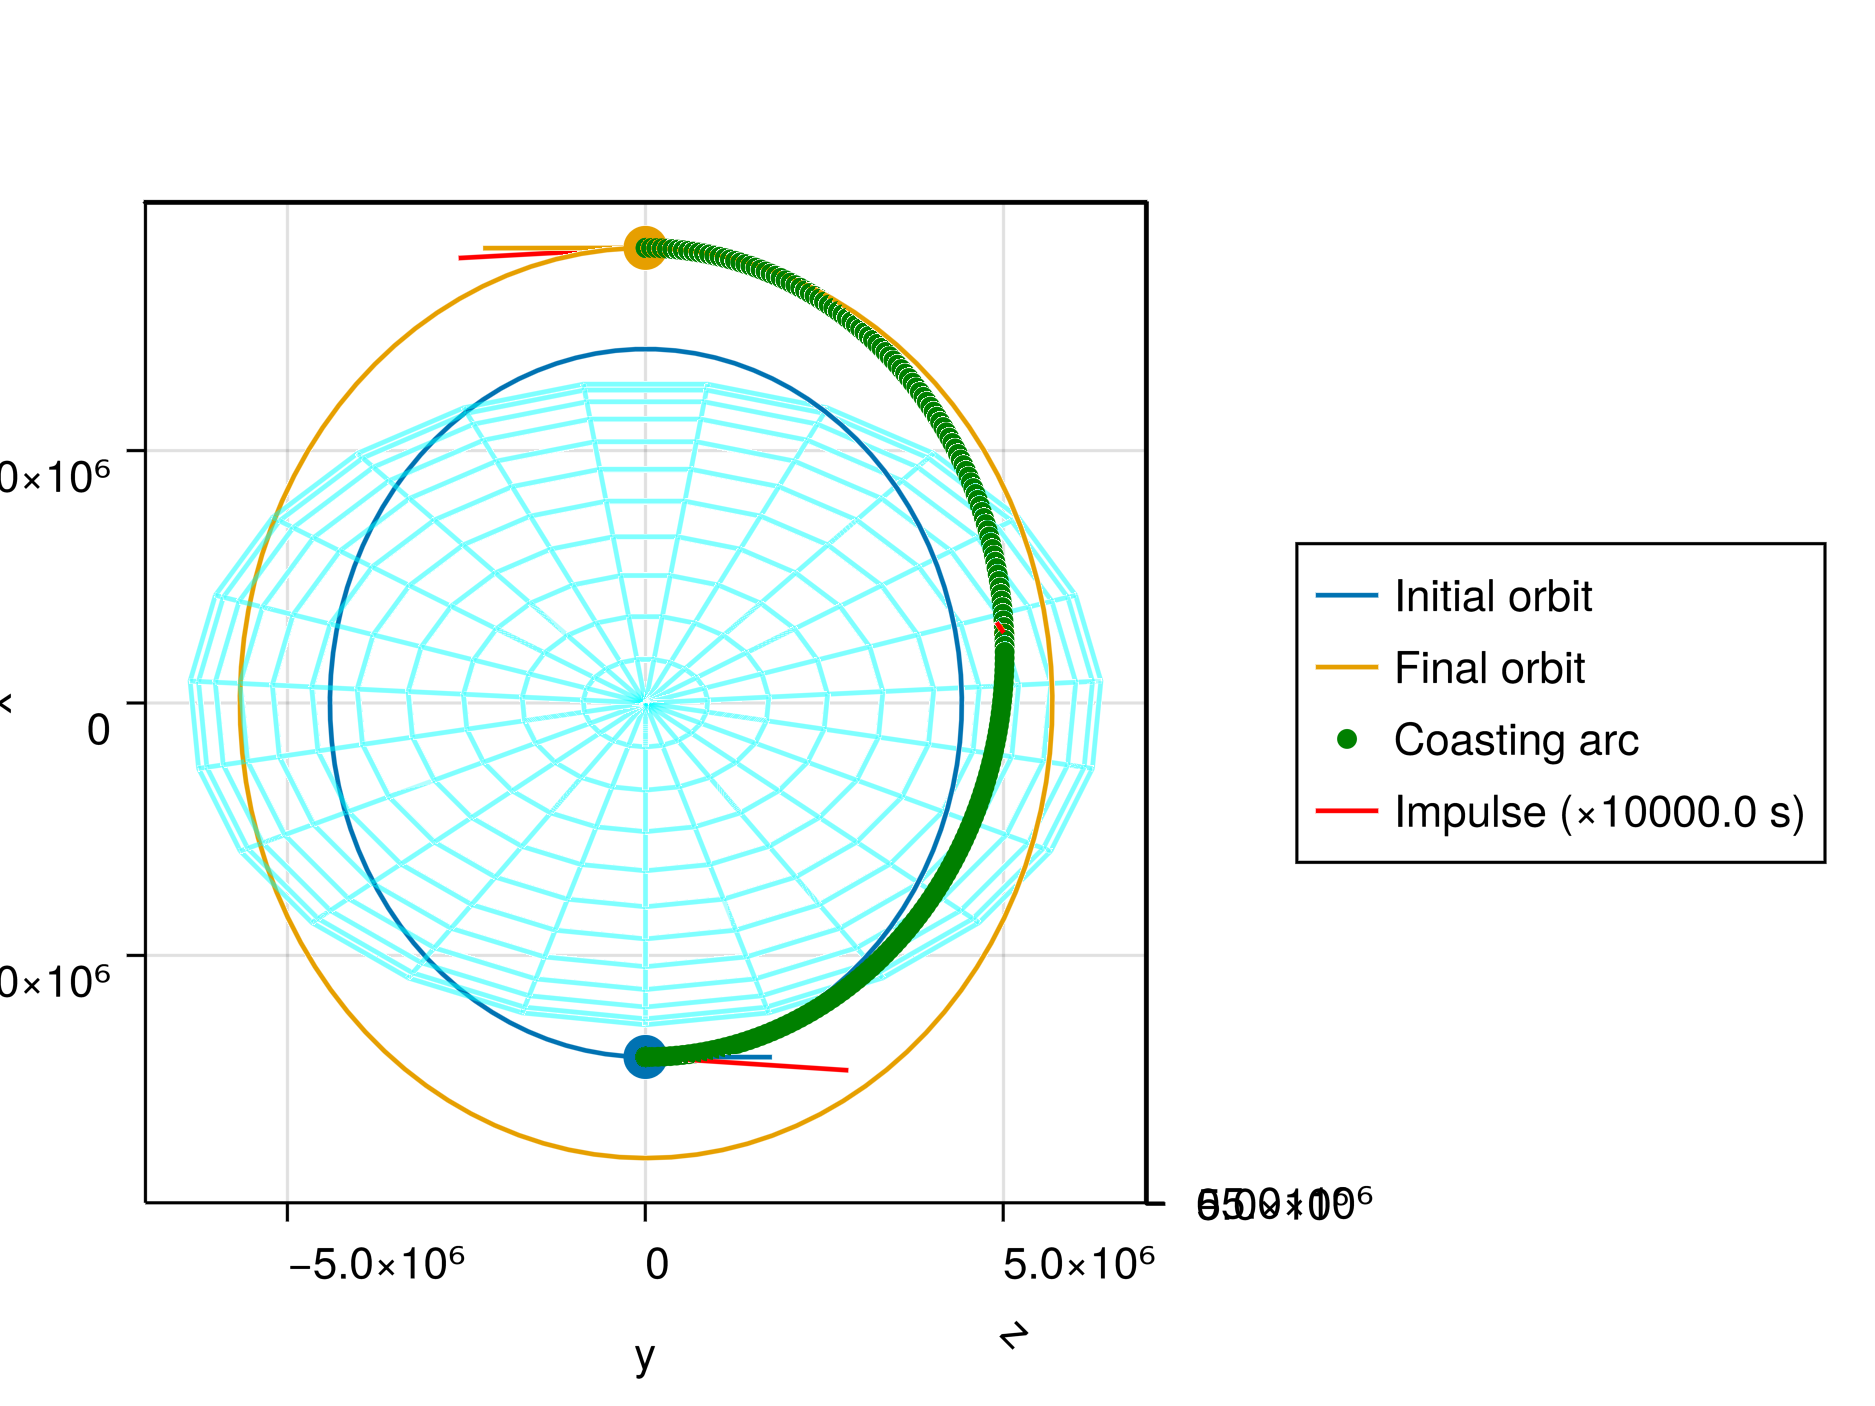 0×10⁶
x
0
0×10⁶
−5.0×10⁶
0
5.0×10⁶
y
z
Initial orbit
Final orbit
Coasting arc
Impulse (×10000.0 s)